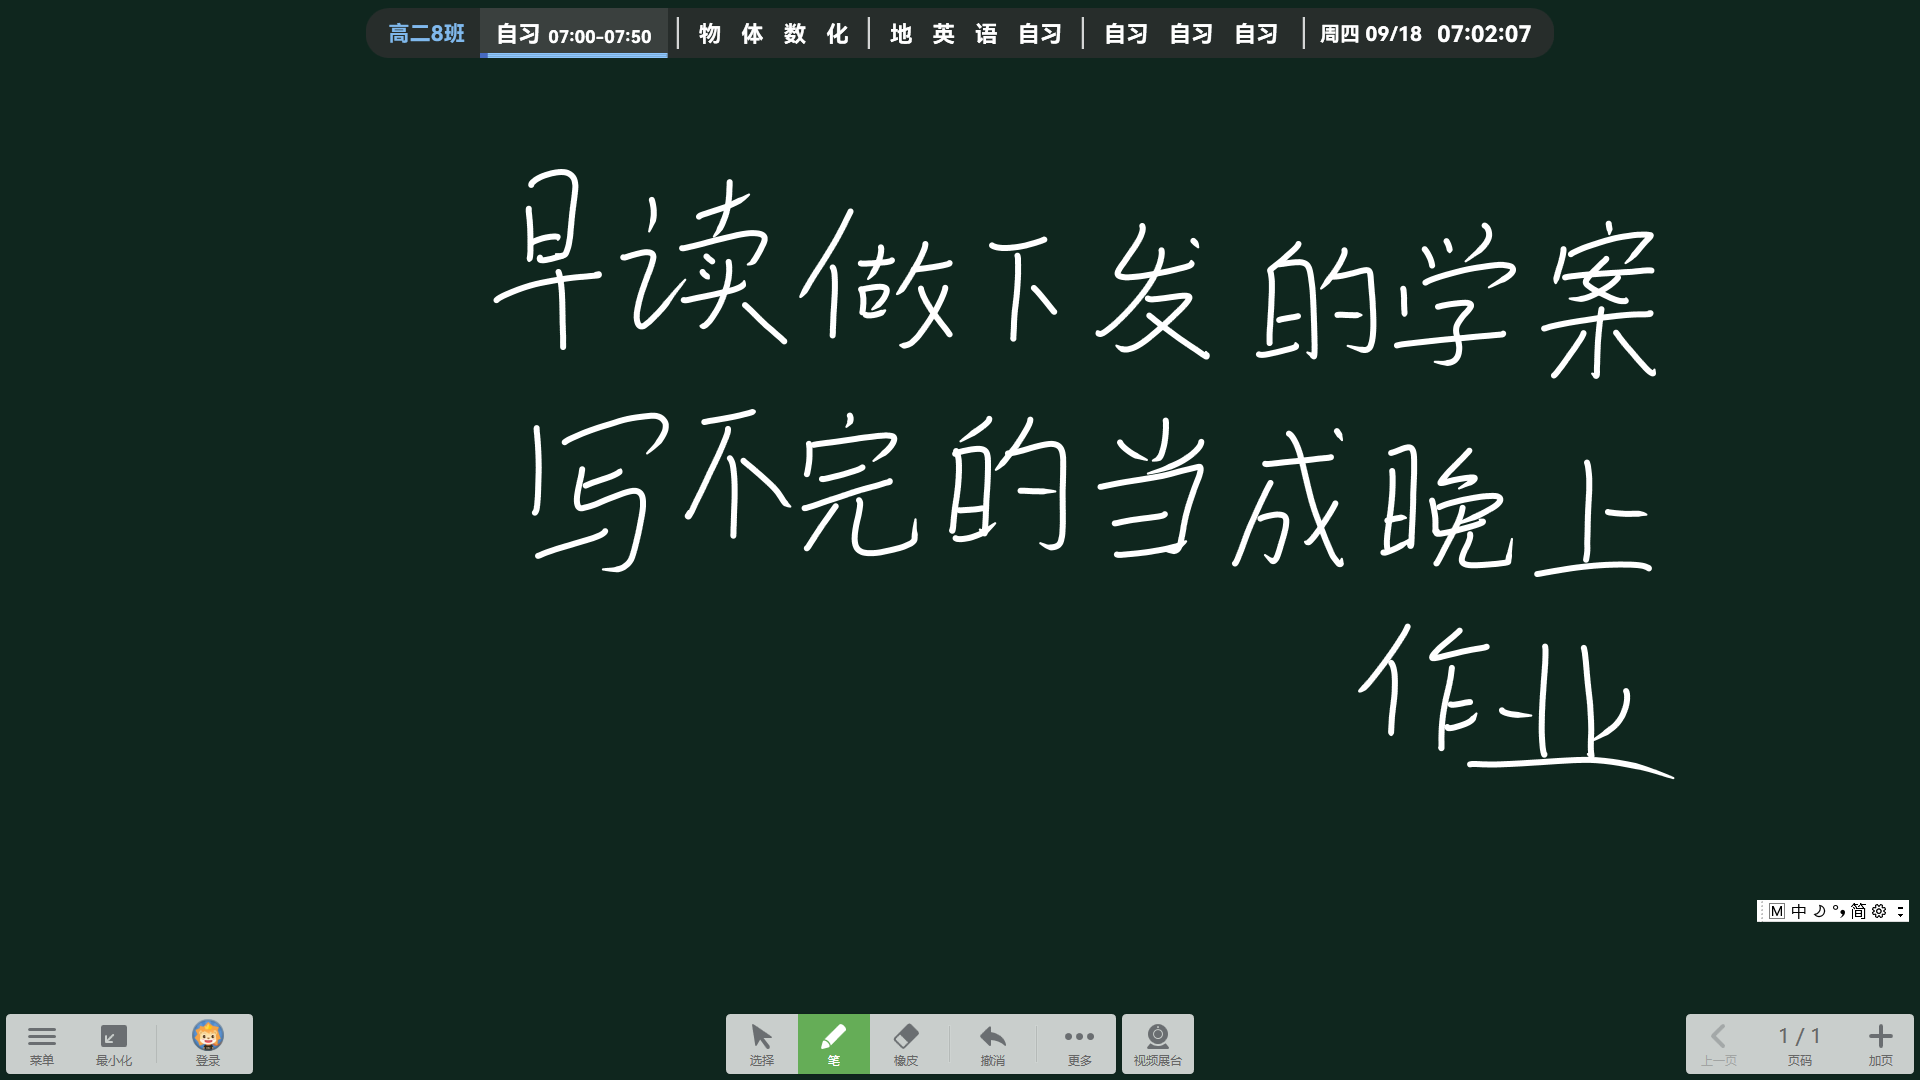 高二8班 自习 07:00-07:50 | 物 体 数 化 | 地 英 语 自习 | 自习 自习 自习 | 周四 09/18 07:02:07
早读做下发的学案
写不完的当成晚上
作业
M 中 简
菜单 最小化 登录 选择 笔 橡皮 撤消 更多 视频展台 上一页 1 / 1 页码 加页